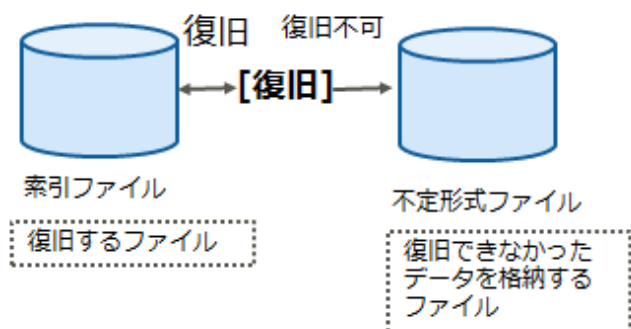 復旧 復旧不可
[復旧]
索引ファイル
不定形式ファイル
復旧するファイル
復旧できなかった
データを格納する
ファイル